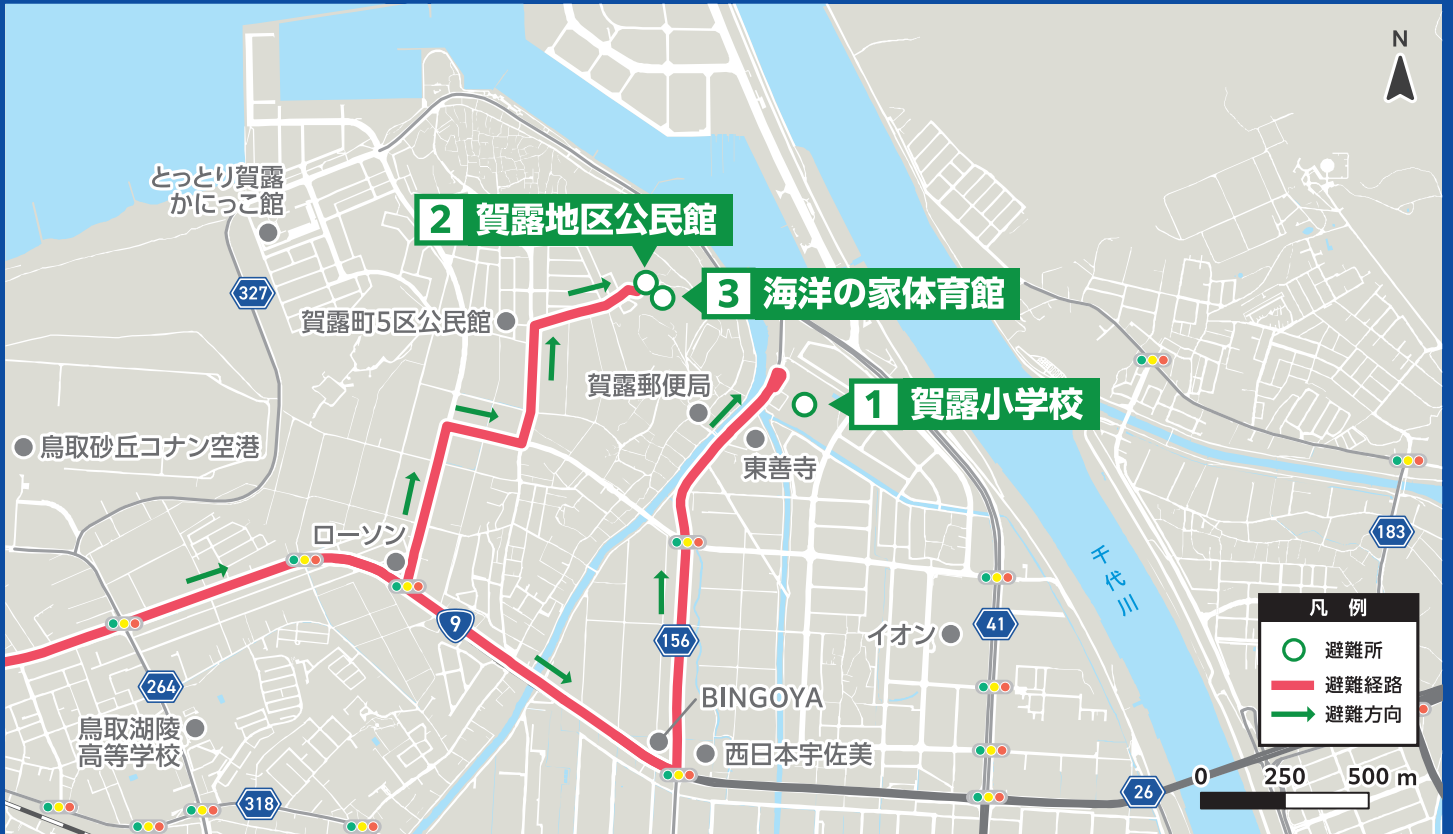 N
とっとり賀露
かにっこ館
2 賀露地区公民館
327
3 海洋の家体育館
賀露町5区公民館
賀露郵便局
1 賀露小学校
鳥取砂丘コナン空港
東善寺
ローソン
183
千代川
9
156
イオン
41
凡 例
避難所
避難経路
避難方向
264
BINGOYA
鳥取湖陵
高等学校
西日本宇佐美
0 250 500 m
318
26